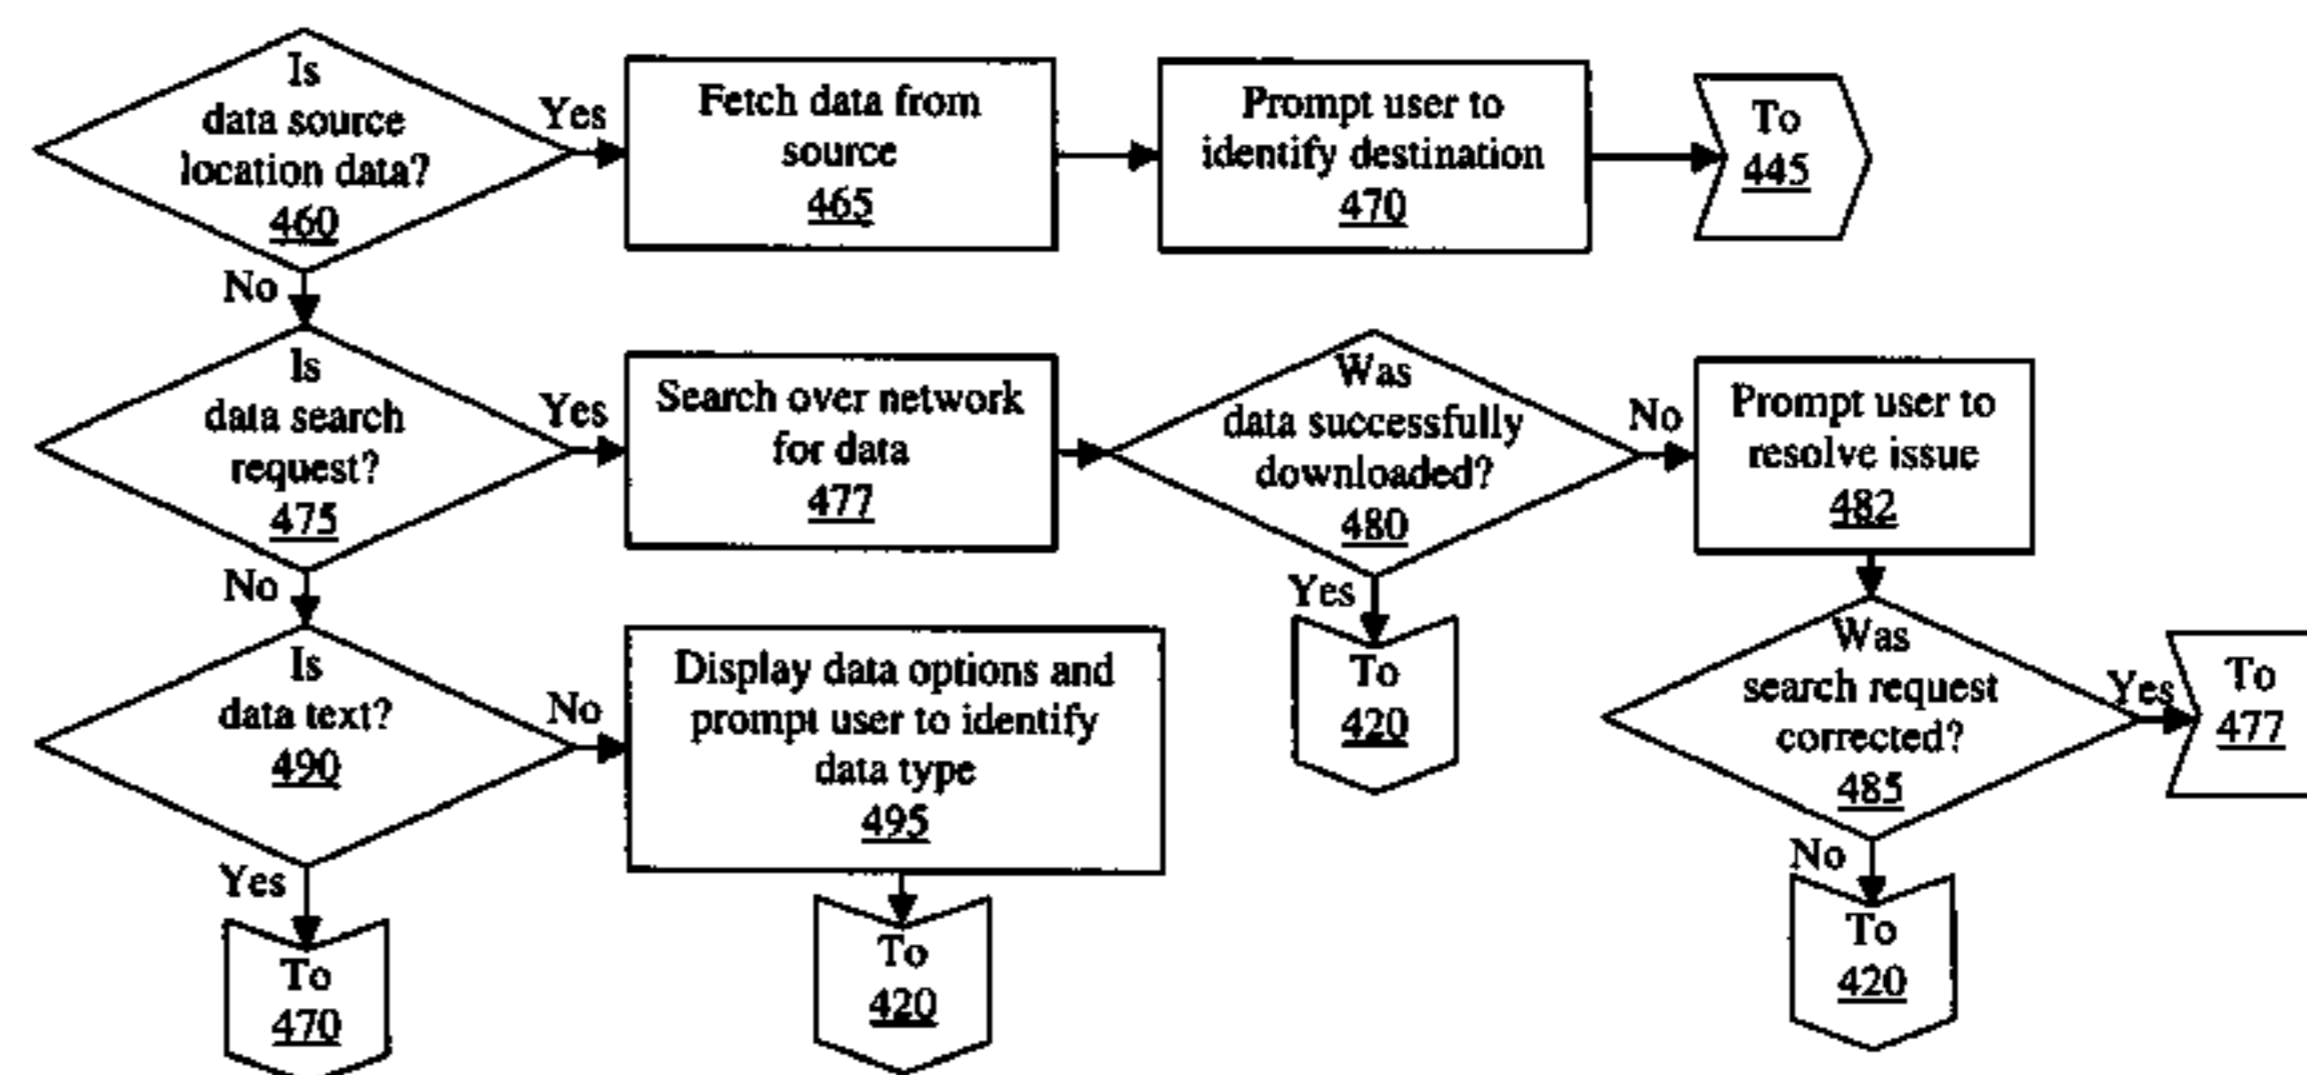 Is
data source
location data?
460
Yes
Fetch data from
source
465
Prompt user to
identify destination
470
To
445
No
Is
data search
request?
475
Yes
Search over network
for data
477
Was
data successfully
downloaded?
480
No
Prompt user to
resolve issue
482
Yes
To
420
Was
search request
corrected?
485
Yes
To
477
No
To
420
No
Is
data text?
490
No
Display data options and
prompt user to identify
data type
495
To
420
Yes
To
470